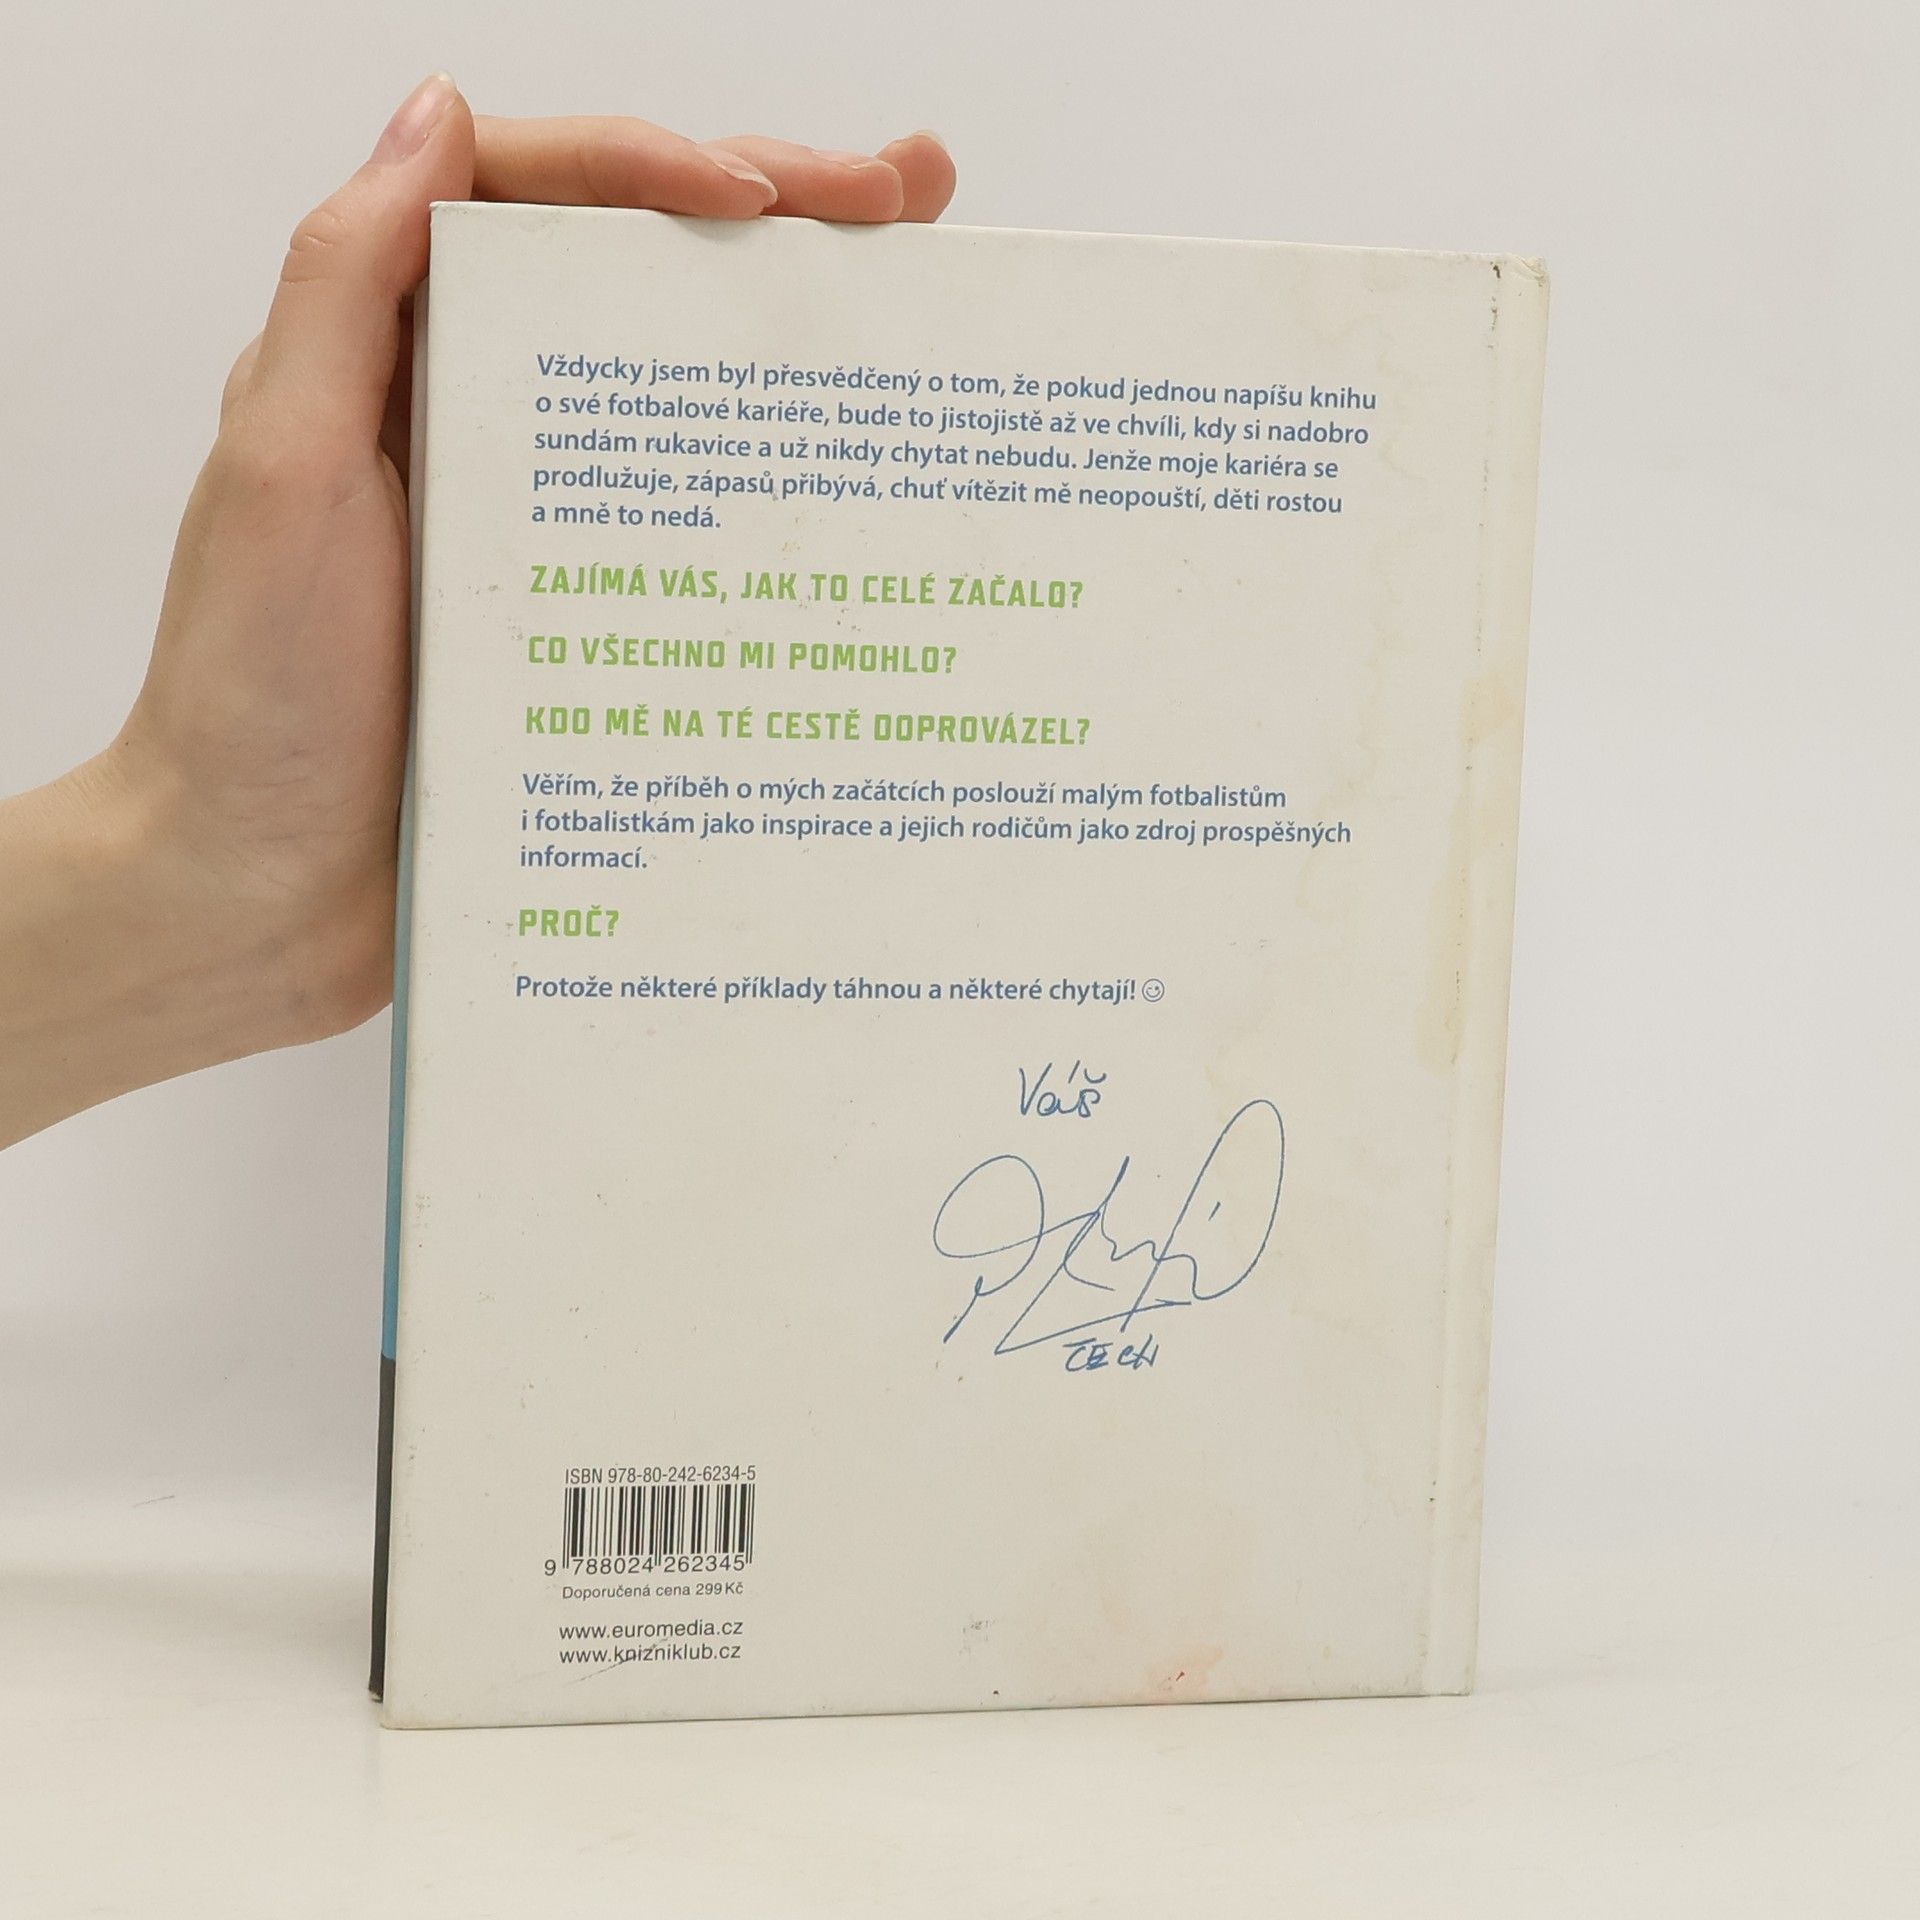 Vždycky jsem byl přesvědčený o tom, že pokud jednou napíšu knihu
o své fotbalové kariéře, bude to jistojistě až ve chvíli, kdy si nadobro
sundám rukavice a už nikdy chytat nebudu. Jenže moje kariéra se
prodlužuje, zápasů přibývá, chuť vítězit mě neopouští, děti rostou
a mně to nedá.
ZAJÍMÁ VÁS, JAK TO CELÉ ZAČALO?
CO VŠECHNO MI POMOHLO?
KDO MĚ NA TÉ CESTĚ DOPROVÁZEL?
Věřím, že příběh o mých začátcích poslouží malým fotbalistům
i fotbalistkám jako inspirace a jejich rodičům jako zdroj prospěšných
informací.
PROČ?
Protože některé příklady táhnou a některé chytají! 😉
Váš
ČECH
ISBN 978-80-242-6234-5
9 788024 262345
Doporučená cena 299 Kč
www.euromedia.cz
www.knizniklub.cz